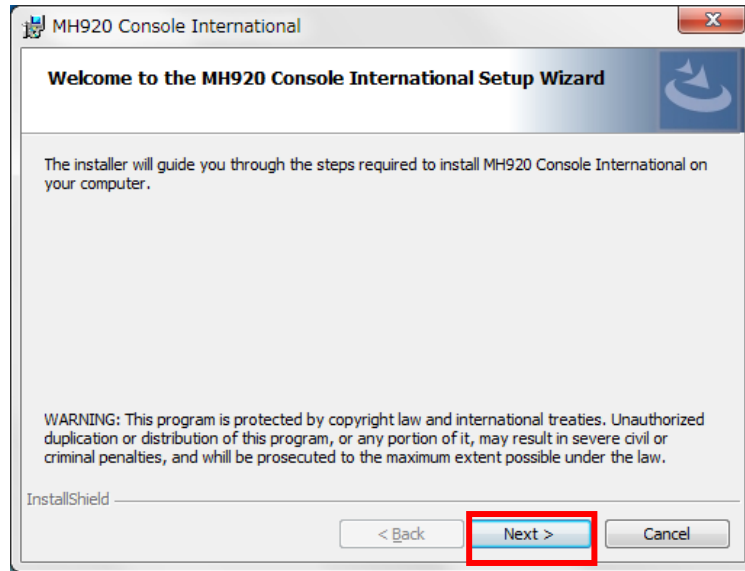 MH920 Console International
Welcome to the MH920 Console International Setup Wizard
The installer will guide you through the steps required to install MH920 Console International on
your computer.
WARNING: This program is protected by copyright law and international treaties. Unauthorized
duplication or distribution of this program, or any portion of it, may result in severe civil or
criminal penalties, and whill be prosecuted to the maximum extent possible under the law.
InstallShield
< Back Next > Cancel